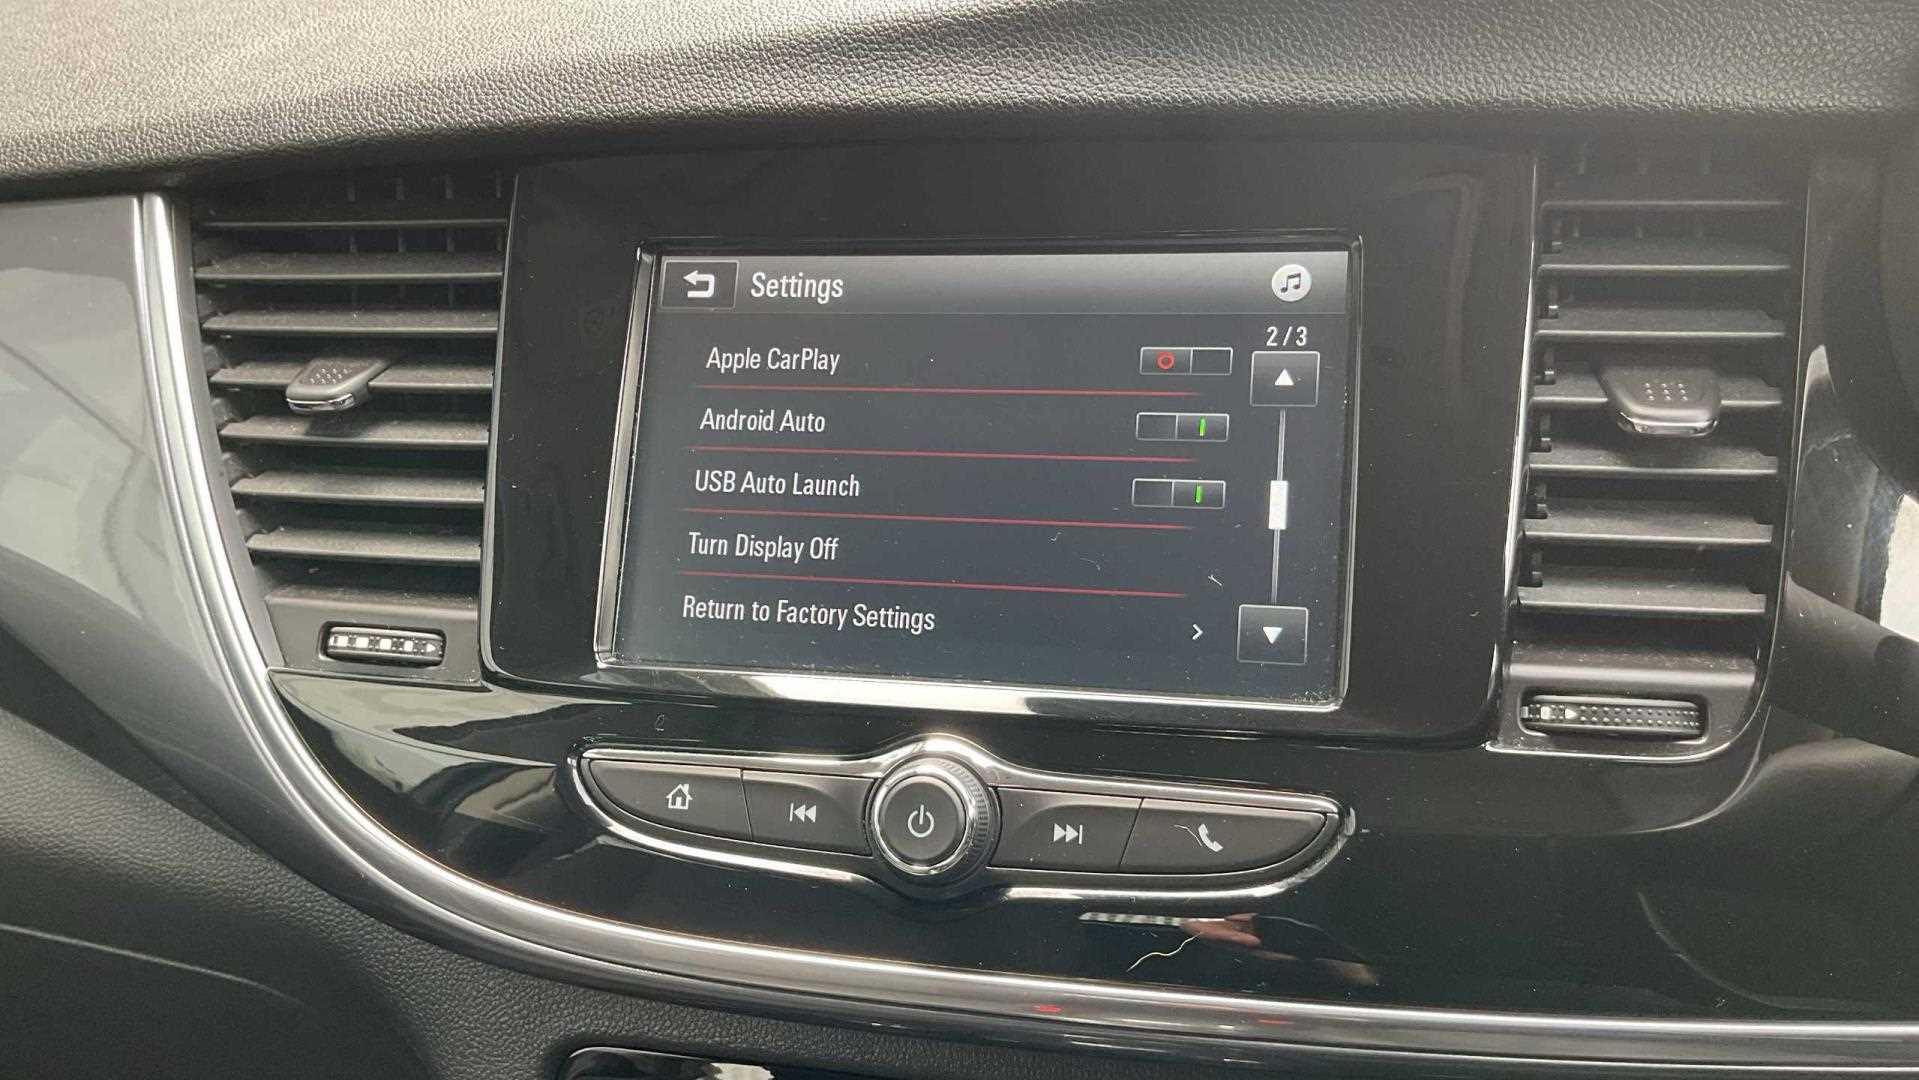 Settings
2/3
Apple CarPlay
Android Auto
USB Auto Launch
Turn Display Off
Return to Factory Settings